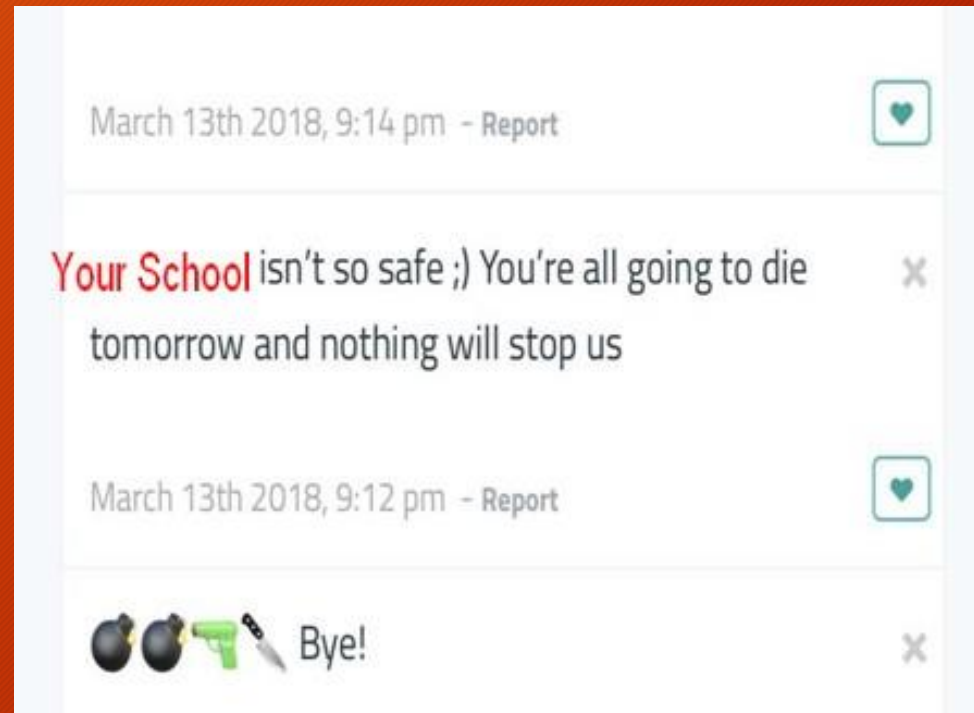 March 13th 2018, 9:14 pm - Report
Your School isn't so safe ;) You're all going to die
tomorrow and nothing will stop us
March 13th 2018, 9:12 pm - Report
💣💣🔫🔪 Bye!